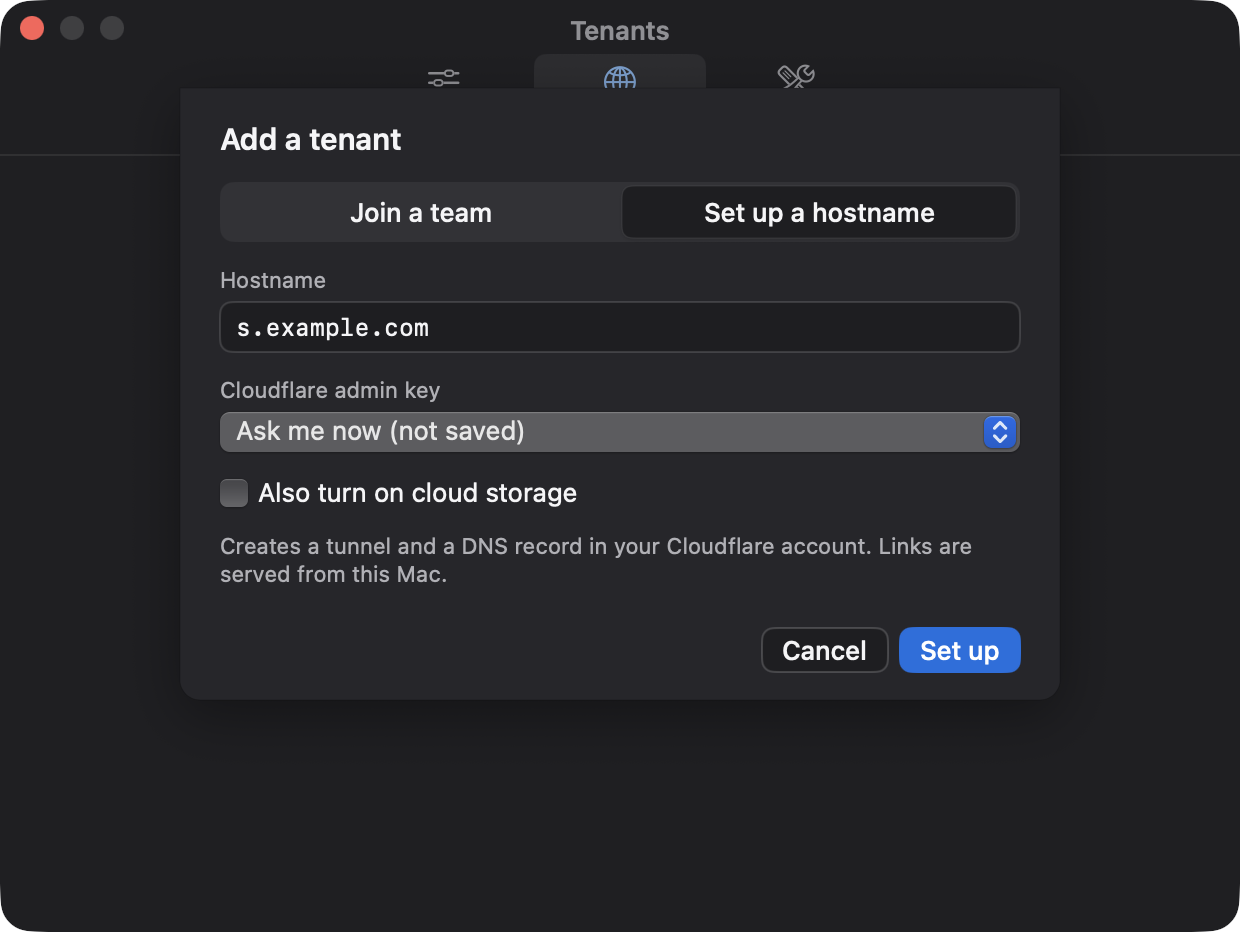 Tenants
Add a tenant
Join a team
Set up a hostname
Hostname
s.example.com
Cloudflare admin key
Ask me now (not saved)
Also turn on cloud storage
Creates a tunnel and a DNS record in your Cloudflare account. Links are
served from this Mac.
Cancel
Set up